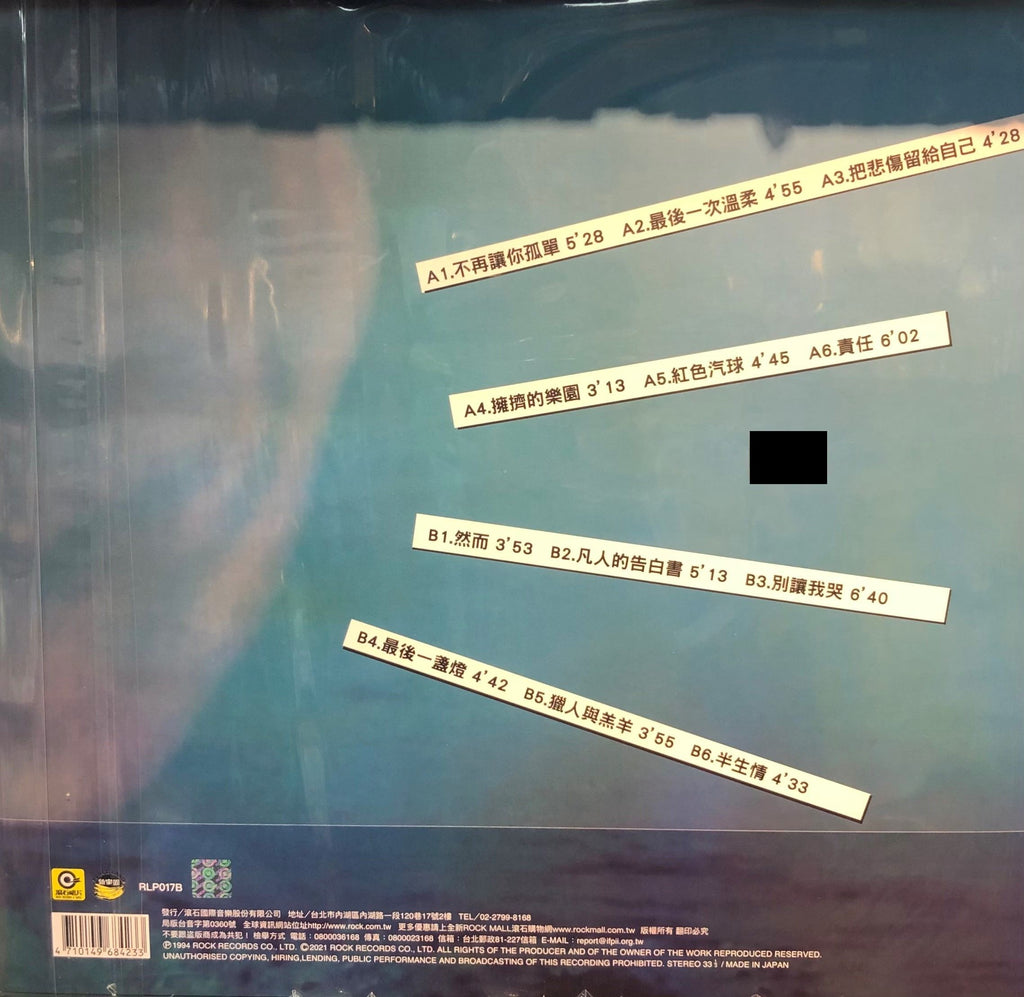 A1.不再讓你孤單 5'28 A2.最後一次溫柔 4'55 A3.把悲傷留給自己 4'28
A4.擁擠的樂園 3'13 A5.紅色汽球 4'45 A6.責任 6'02
B1.然而 3'53 B2.凡人的告白書 5'13 B3.別讓我哭 6'40
B4.最後一盞燈 4'42 B5.獵人與羔羊 3'55 B6.半生情 4'33
滾石唱片
RLP017B
發行／滾石國際音樂股份有限公司 地址／台北市內湖區內湖路一段120巷17號2樓 TEL／02-2799-8168
局版台音字第0360號 全球資訊網站位址http://www.rock.com.tw 更多優惠請上全新ROCK MALL滾石購物網www.rockmall.com.tw 版權所有 翻印必究
不要跟盜版商成為共犯！ 檢舉方式 電話：0800036168 傳真：0800023168 信箱：台北郵政81-227信箱 E-MAIL：report@ifpi.org.tw
Ⓟ1994 ROCK RECORDS CO., LTD. ©2021 ROCK RECORDS CO., LTD. ALL RIGHTS OF THE PRODUCER AND OF THE OWNER OF THE WORK REPRODUCED RESERVED.
UNAUTHORISED COPYING, HIRING,LENDING, PUBLIC PERFORMANCE AND BROADCASTING OF THIS RECORDING PROHIBITED. STEREO 33⅓ / MADE IN JAPAN
4 710149 684233